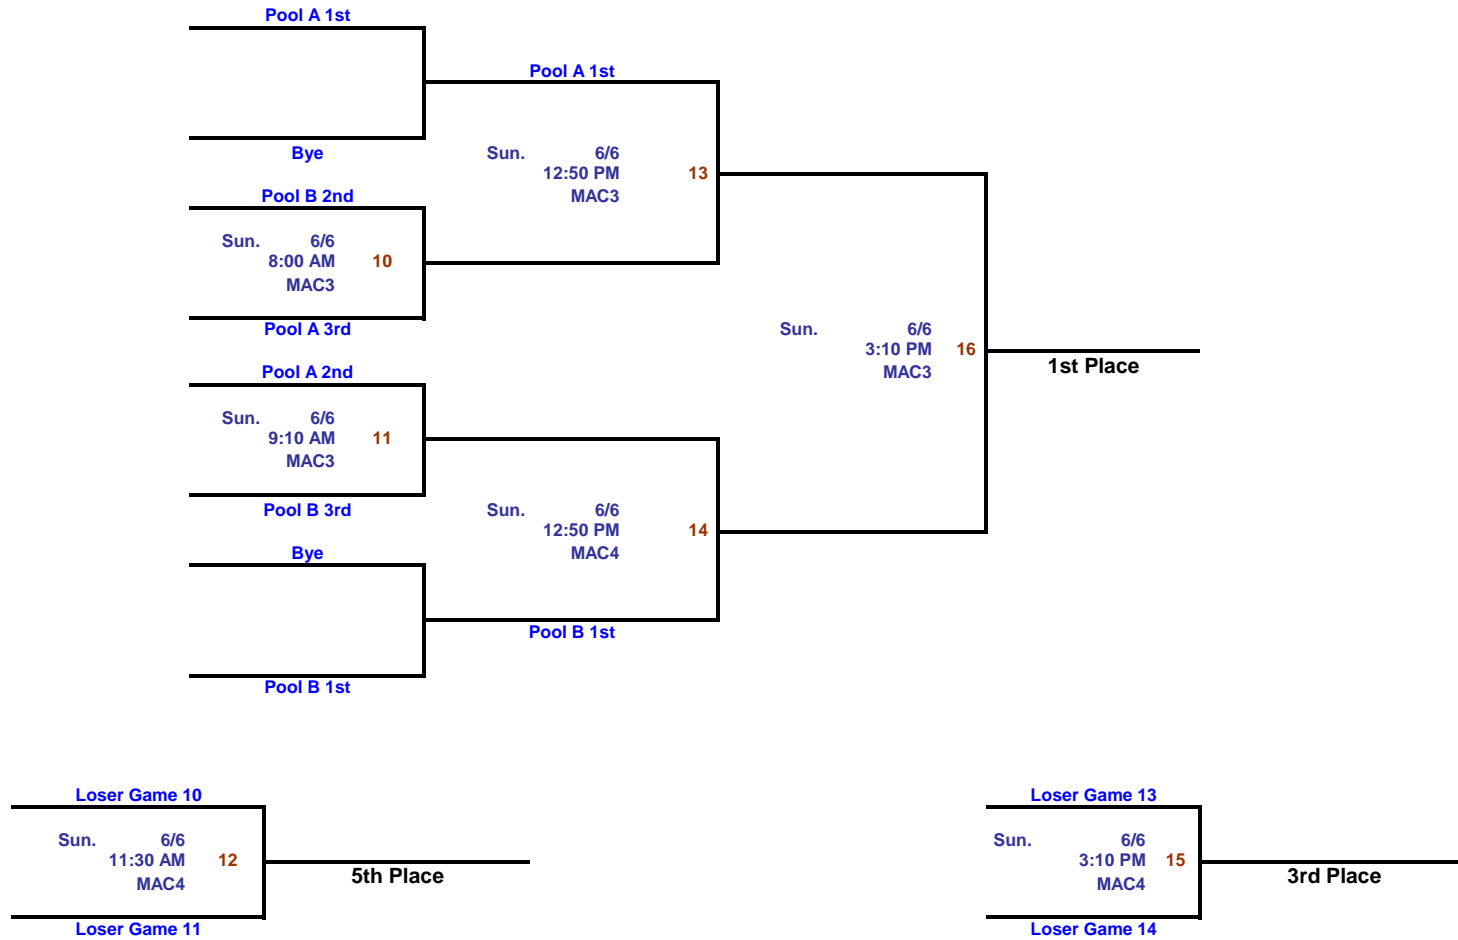 Pool A 1st
Pool A 1st
Bye
Sun. 6/6
12:50 PM 13
MAC3
Pool B 2nd
Sun. 6/6
8:00 AM 10
MAC3
Pool A 3rd
Sun. 6/6
3:10 PM 16
MAC3
1st Place
Pool A 2nd
Sun. 6/6
9:10 AM 11
MAC3
Pool B 3rd
Sun. 6/6
12:50 PM 14
MAC4
Bye
Pool B 1st
Pool B 1st
Loser Game 10
Sun. 6/6
11:30 AM 12
MAC4
5th Place
Loser Game 11
Loser Game 13
Sun. 6/6
3:10 PM 15
MAC4
3rd Place
Loser Game 14